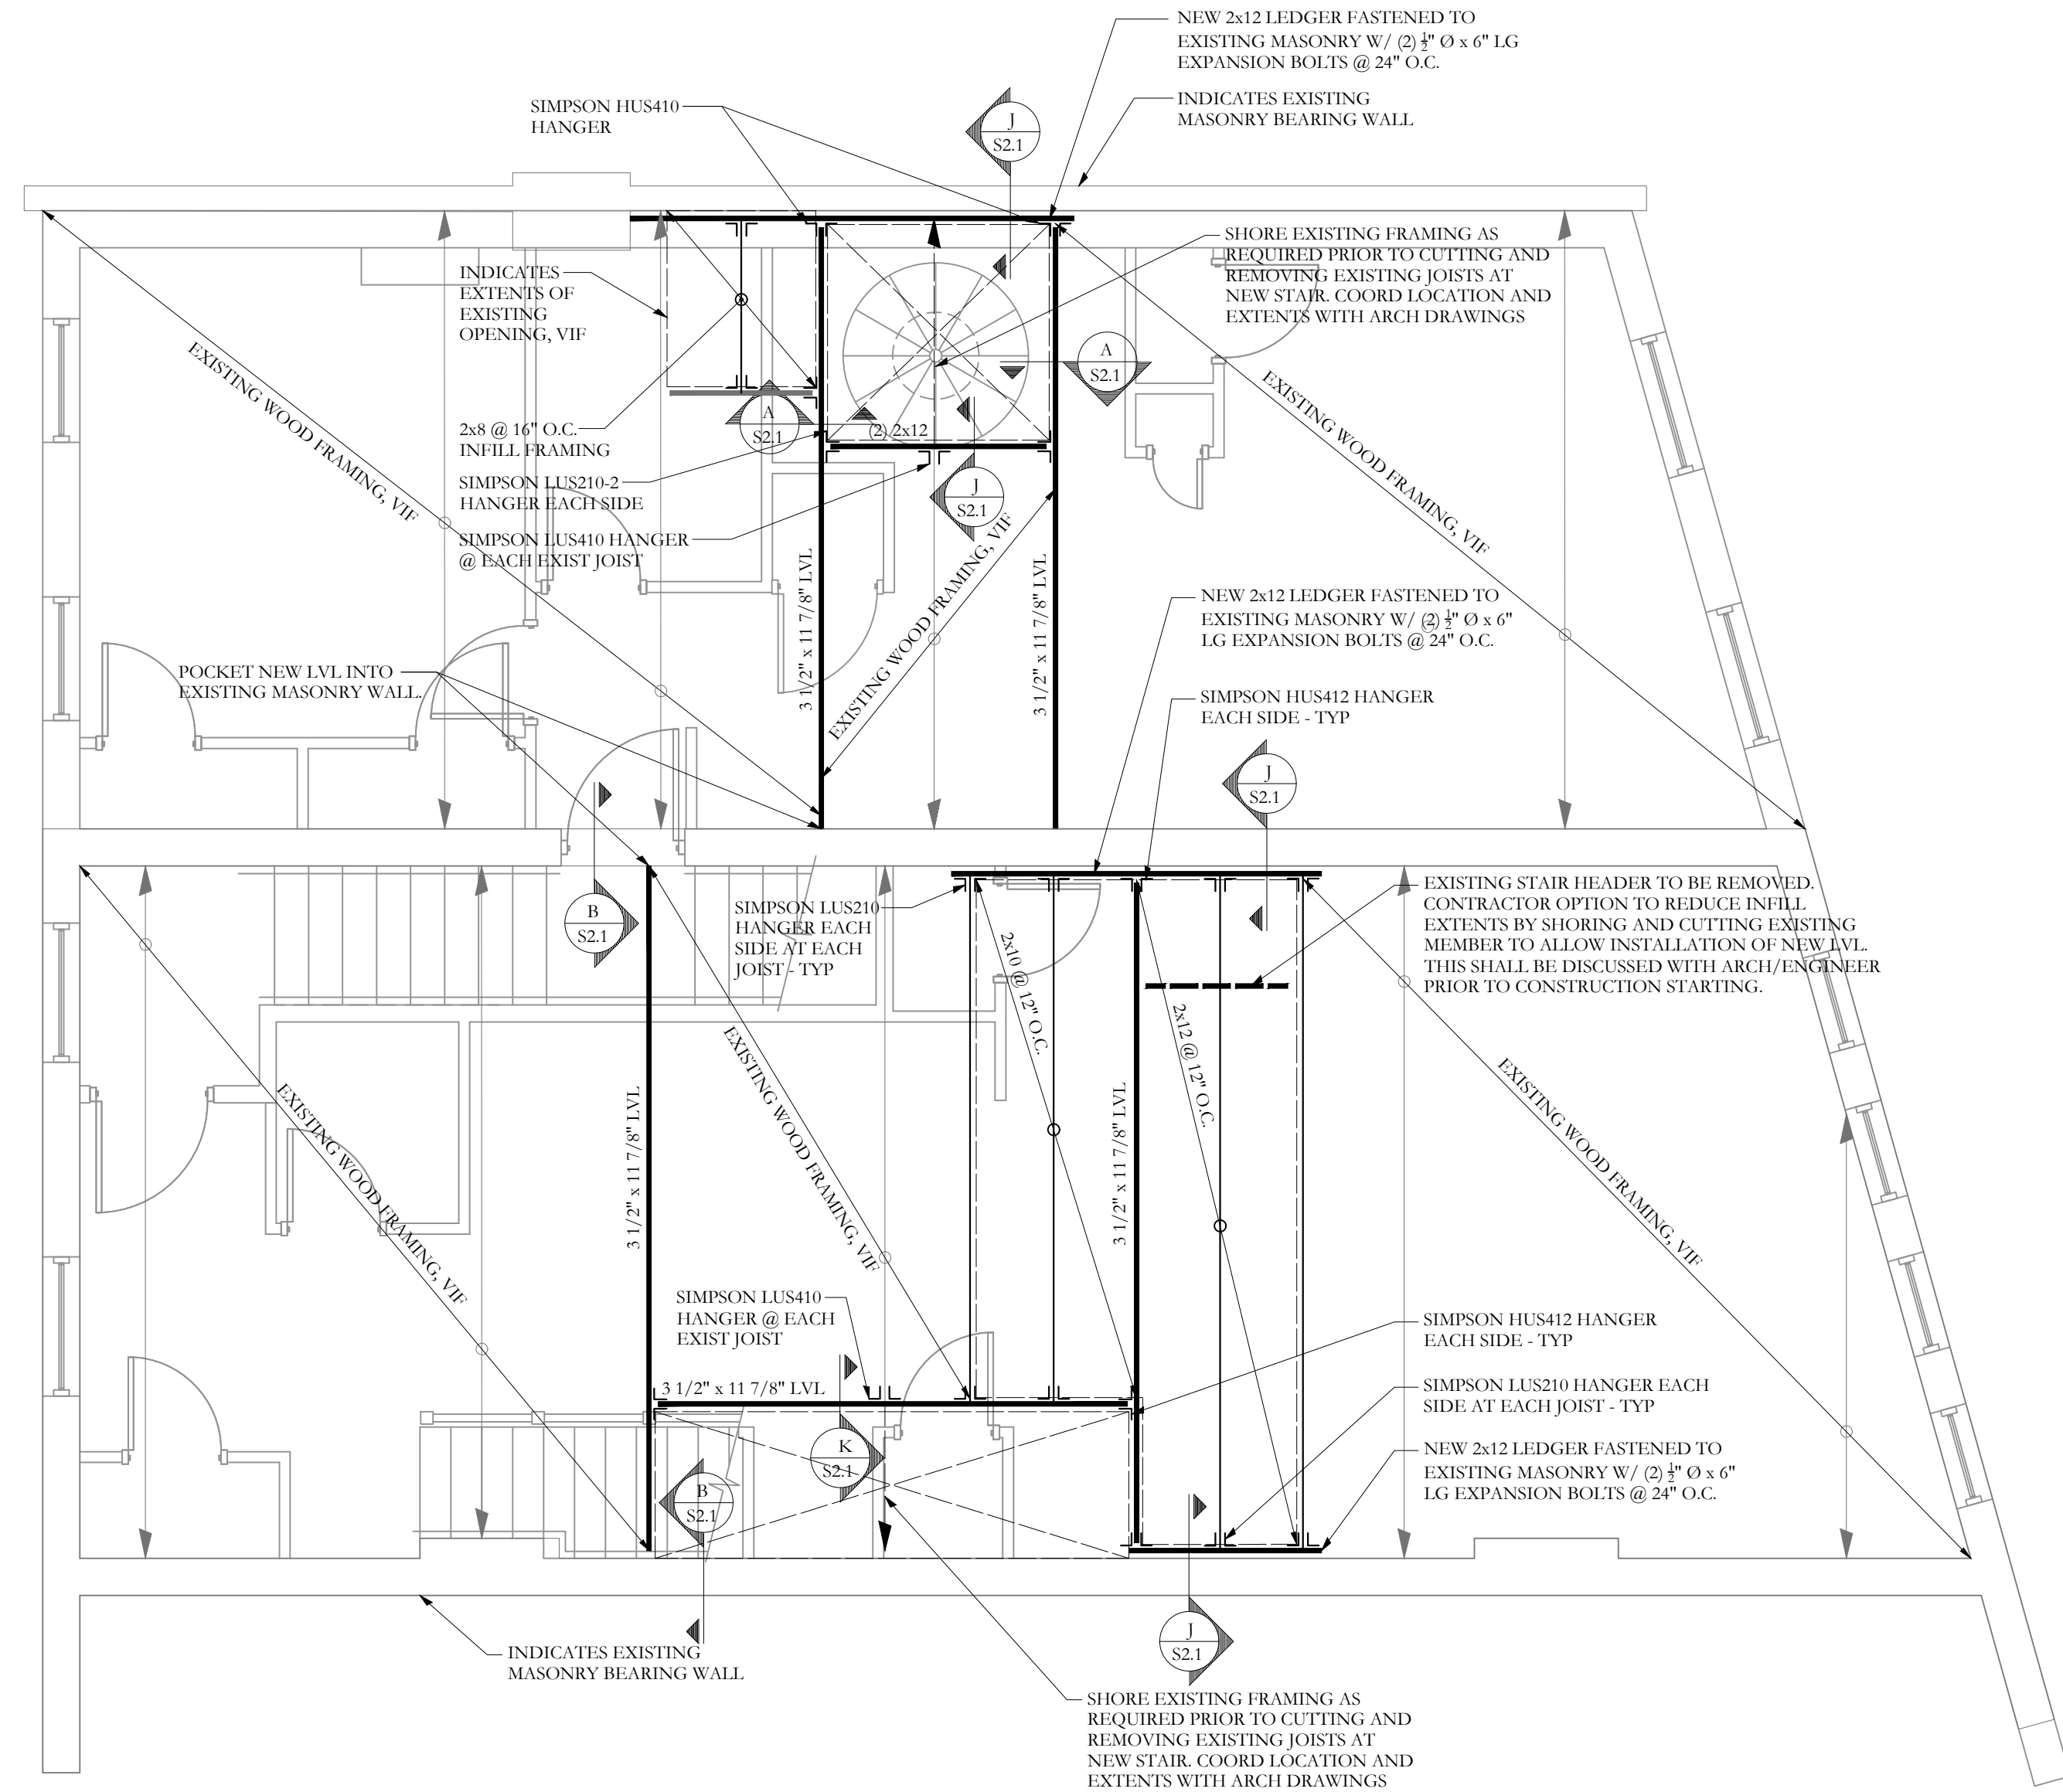 NEW 2x12 LEDGER FASTENED TO
EXISTING MASONRY W/ (2) ½" Ø x 6" LG
EXPANSION BOLTS @ 24" O.C.
INDICATES EXISTING
MASONRY BEARING WALL
SIMPSON HUS410
HANGER
J
S2.1
SHORE EXISTING FRAMING AS
REQUIRED PRIOR TO CUTTING AND
REMOVING EXISTING JOISTS AT
NEW STAIR. COORD LOCATION AND
EXTENTS WITH ARCH DRAWINGS
INDICATES
EXTENTS OF
EXISTING
OPENING, VIF
A
S2.1
EXISTING WOOD FRAMING, VIF
EXISTING WOOD FRAMING, VIF
2x8 @ 16" O.C.
INFILL FRAMING
A
S2.1
(2) 2x12
SIMPSON LUS210-2
HANGER EACH SIDE
J
S2.1
SIMPSON LUS410 HANGER
@ EACH EXIST JOIST
3 1/2" x 11 7/8" LVL
EXISTING WOOD FRAMING, VIF
3 1/2" x 11 7/8" LVL
NEW 2x12 LEDGER FASTENED TO
EXISTING MASONRY W/ (2) ½" Ø x 6"
LG EXPANSION BOLTS @ 24" O.C.
POCKET NEW LVL INTO
EXISTING MASONRY WALL.
SIMPSON HUS412 HANGER
EACH SIDE - TYP
J
S2.1
B
S2.1
SIMPSON LUS210
HANGER EACH
SIDE AT EACH
JOIST - TYP
EXISTING STAIR HEADER TO BE REMOVED.
CONTRACTOR OPTION TO REDUCE INFILL
EXTENTS BY SHORING AND CUTTING EXISTING
MEMBER TO ALLOW INSTALLATION OF NEW LVL.
THIS SHALL BE DISCUSSED WITH ARCH/ENGINEER
PRIOR TO CONSTRUCTION STARTING.
2x10 @ 12" O.C.
2x12 @ 12" O.C.
EXISTING WOOD FRAMING, VIF
3 1/2" x 11 7/8" LVL
EXISTING WOOD FRAMING, VIF
3 1/2" x 11 7/8" LVL
EXISTING WOOD FRAMING, VIF
SIMPSON LUS410
HANGER @ EACH
EXIST JOIST
3 1/2" x 11 7/8" LVL
SIMPSON HUS412 HANGER
EACH SIDE - TYP
SIMPSON LUS210 HANGER EACH
SIDE AT EACH JOIST - TYP
K
S2.1
B
S2.1
NEW 2x12 LEDGER FASTENED TO
EXISTING MASONRY W/ (2) ½" Ø x 6"
LG EXPANSION BOLTS @ 24" O.C.
INDICATES EXISTING
MASONRY BEARING WALL
J
S2.1
SHORE EXISTING FRAMING AS
REQUIRED PRIOR TO CUTTING AND
REMOVING EXISTING JOISTS AT
NEW STAIR. COORD LOCATION AND
EXTENTS WITH ARCH DRAWINGS